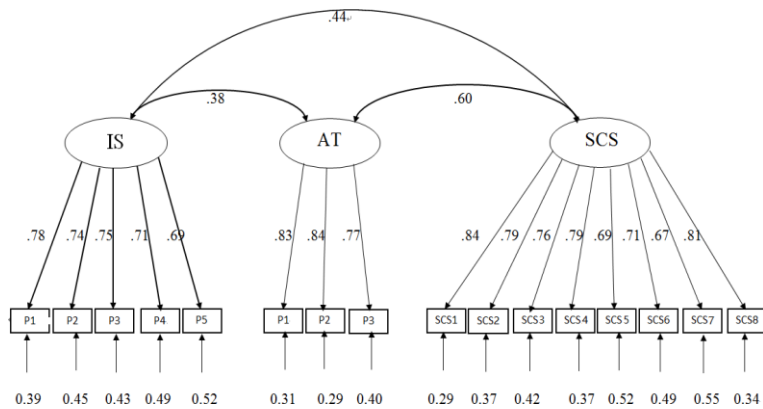 .44
.38 .60
IS AT SCS
.78 .74 .75 .71 .69 .83 .84 .77 .84 .79 .76 .79 .69 .71 .67 .81
P1 P2 P3 P4 P5 P1 P2 P3 SCS1 SCS2 SCS3 SCS4 SCS5 SCS6 SCS7 SCS8
0.39 0.45 0.43 0.49 0.52 0.31 0.29 0.40 0.29 0.37 0.42 0.37 0.52 0.49 0.55 0.34